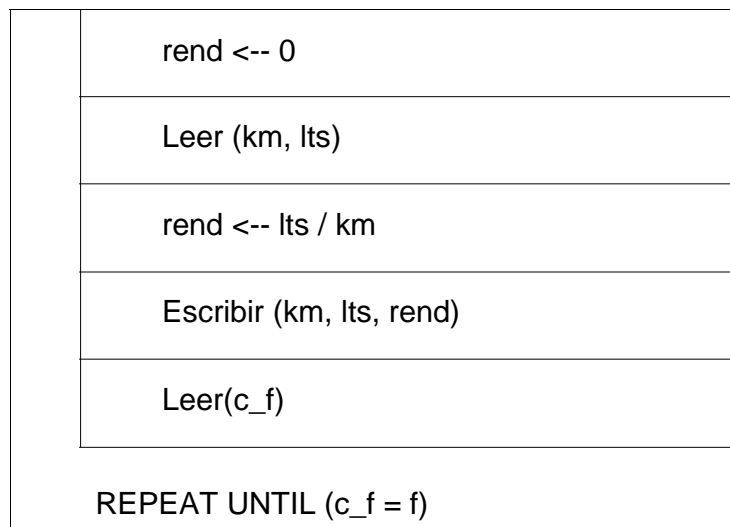 rend <-- 0
Leer (km, lts)
rend <-- lts / km
Escribir (km, lts, rend)
Leer(c_f)
REPEAT UNTIL (c_f = f)